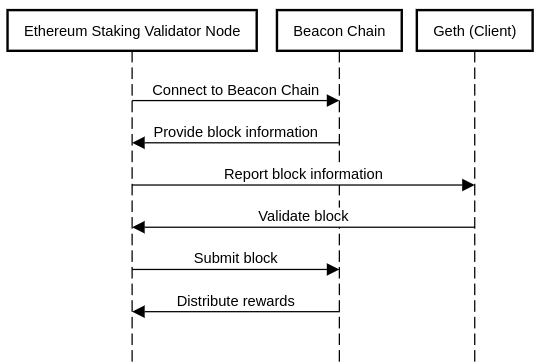 Ethereum Staking Validator Node
Beacon Chain
Geth (Client)
Connect to Beacon Chain
Provide block information
Report block information
Validate block
Submit block
Distribute rewards